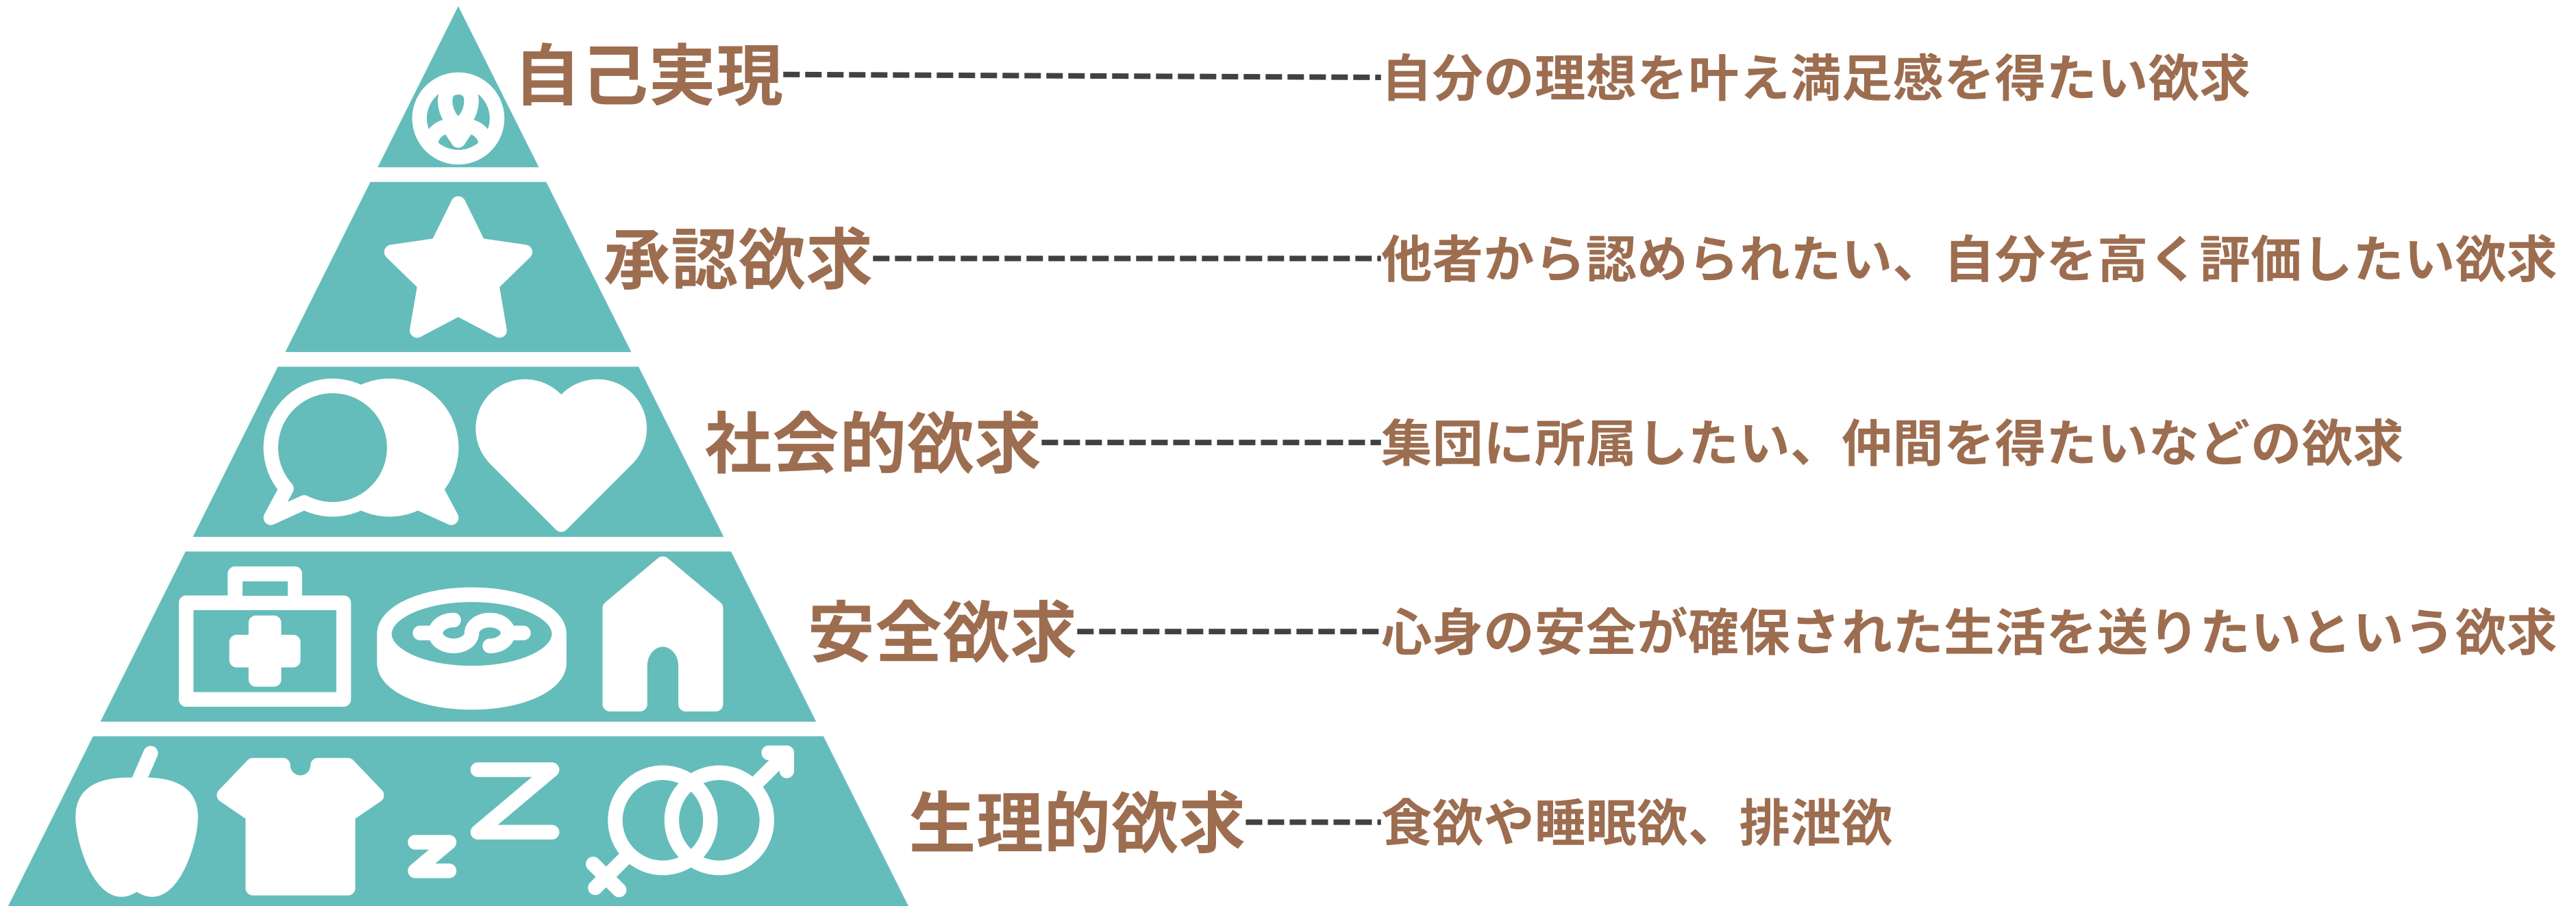 自己実現 自分の理想を叶え満足感を得たい欲求
承認欲求 他者から認められたい、自分を高く評価したい欲求
社会的欲求 集団に所属したい、仲間を得たいなどの欲求
安全欲求 心身の安全が確保された生活を送りたいという欲求
生理的欲求 食欲や睡眠欲、排泄欲